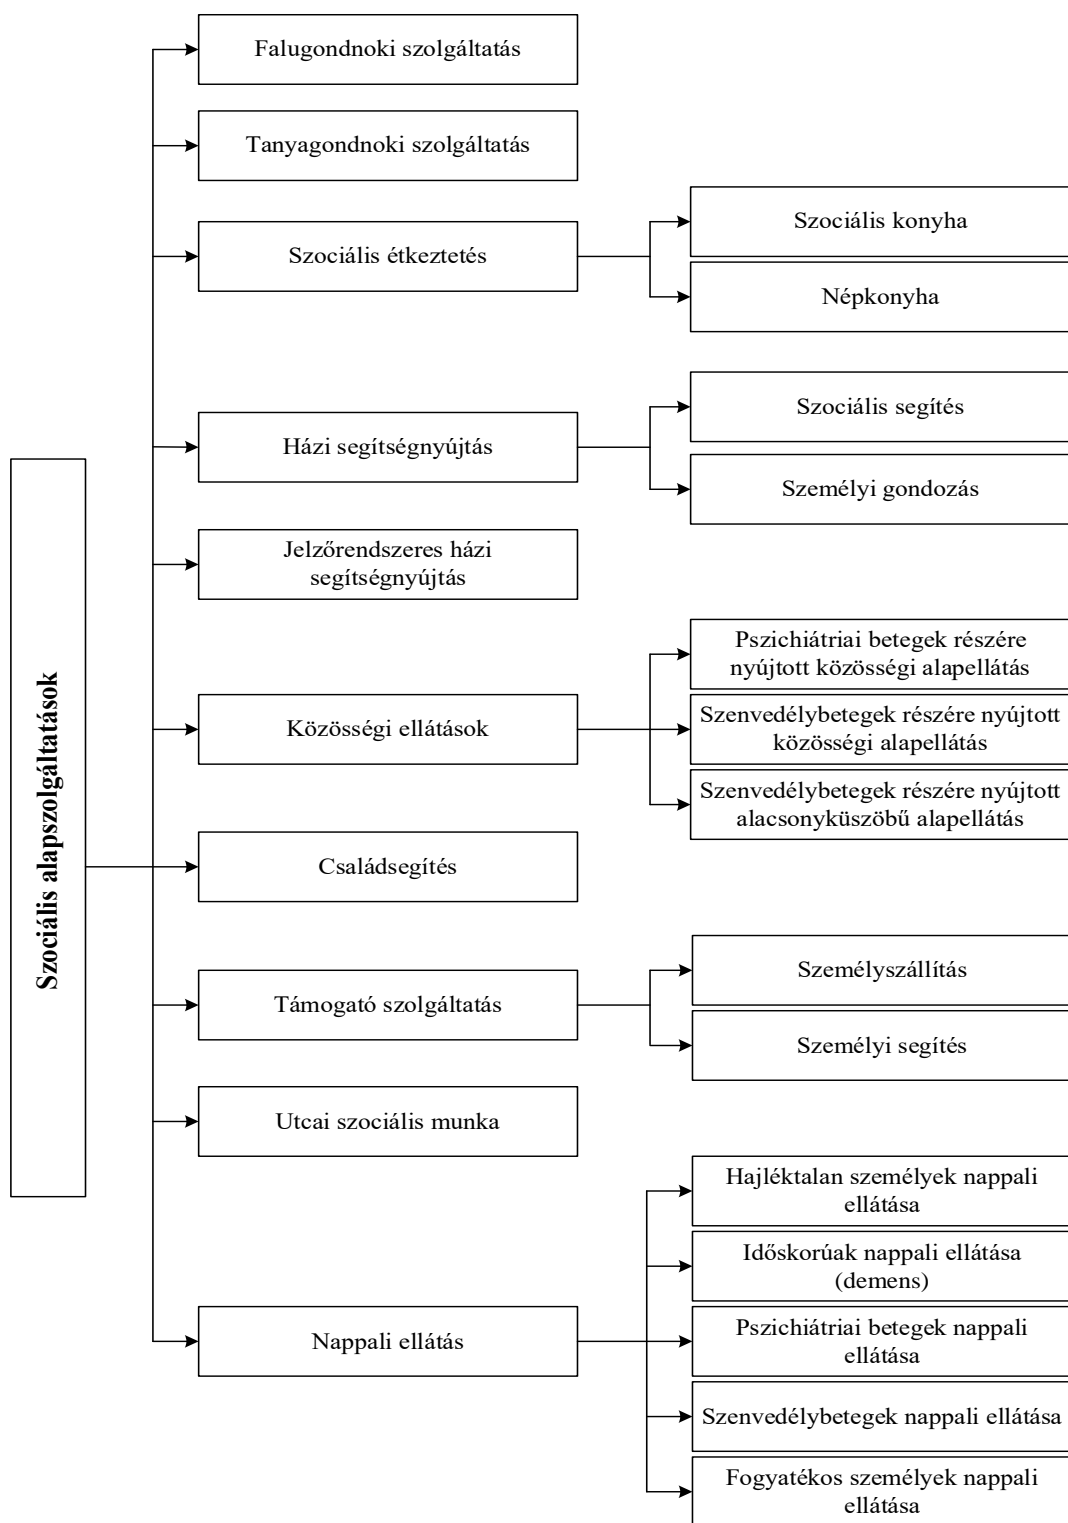 Szociális alapszolgáltatások
Falugondnoki szolgáltatás
Tanyagondnoki szolgáltatás
Szociális étkeztetés
Szociális konyha
Népkonyha
Házi segítségnyújtás
Szociális segítés
Személyi gondozás
Jelzőrendszeres házi
segítségnyújtás
Közösségi ellátások
Pszichiátriai betegek részére
nyújtott közösségi alapellátás
Szenvedélybetegek részére nyújtott
közösségi alapellátás
Szenvedélybetegek részére nyújtott
alacsonyküszöbű alapellátás
Családsegítés
Támogató szolgáltatás
Személyszállítás
Személyi segítés
Utcai szociális munka
Nappali ellátás
Hajléktalan személyek nappali
ellátása
Időskorúak nappali ellátása
(demens)
Pszichiátriai betegek nappali
ellátása
Szenvedélybetegek nappali ellátása
Fogyatékos személyek nappali
ellátása